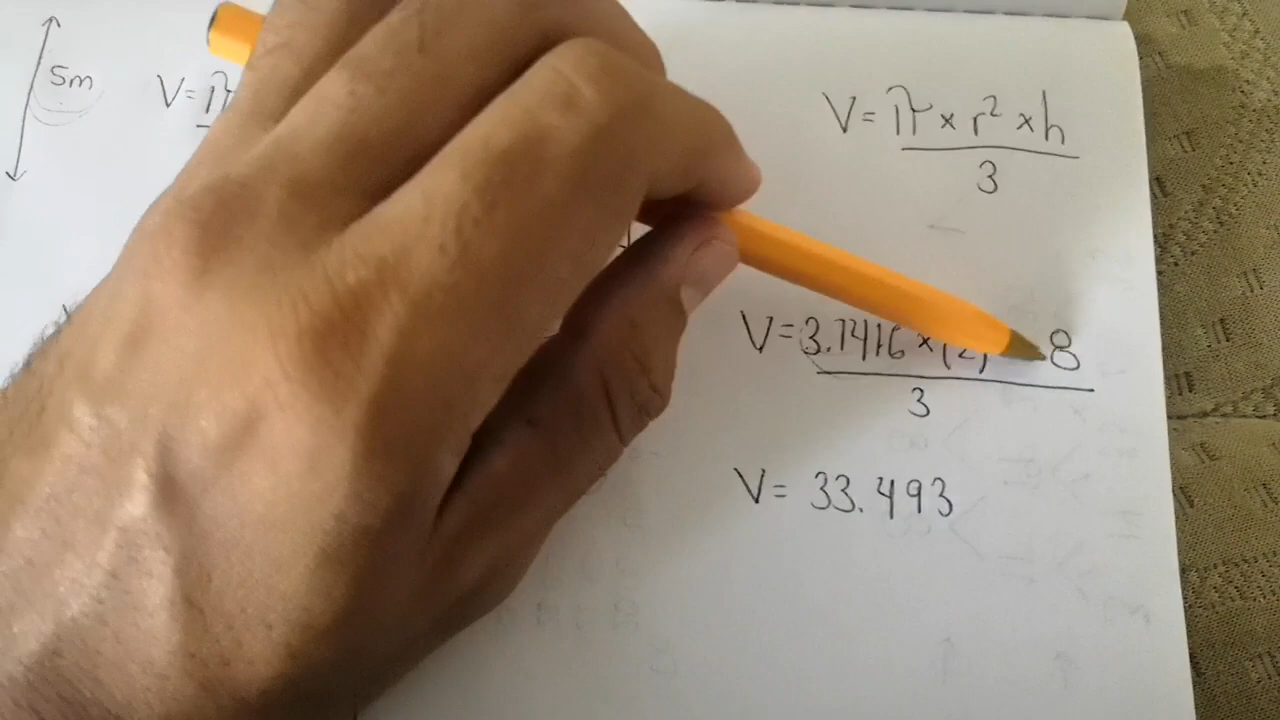 5m
V=π
V= π × r² × h
3
V= 3.1416 × (2) 8
3
V= 33.493